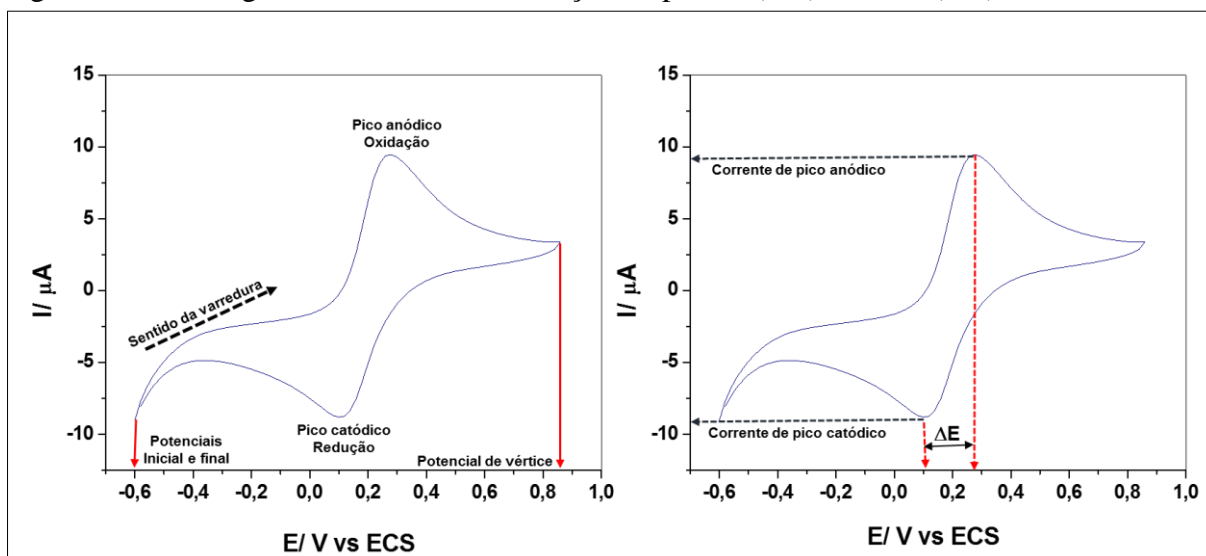 15
10
5
0
-5
-10
I/ µA
Pico anódico
Oxidação
Sentido da varredura
Pico catódico
Redução
Potenciais
Inicial e final
Potencial de vértice
-0,6 -0,4 -0,2 0,0 0,2 0,4 0,6 0,8 1,0
E/ V vs ECS
15
10
5
0
-5
-10
I/ µA
Corrente de pico anódico
Corrente de pico catódico
ΔE
-0,6 -0,4 -0,2 0,0 0,2 0,4 0,6 0,8 1,0
E/ V vs ECS